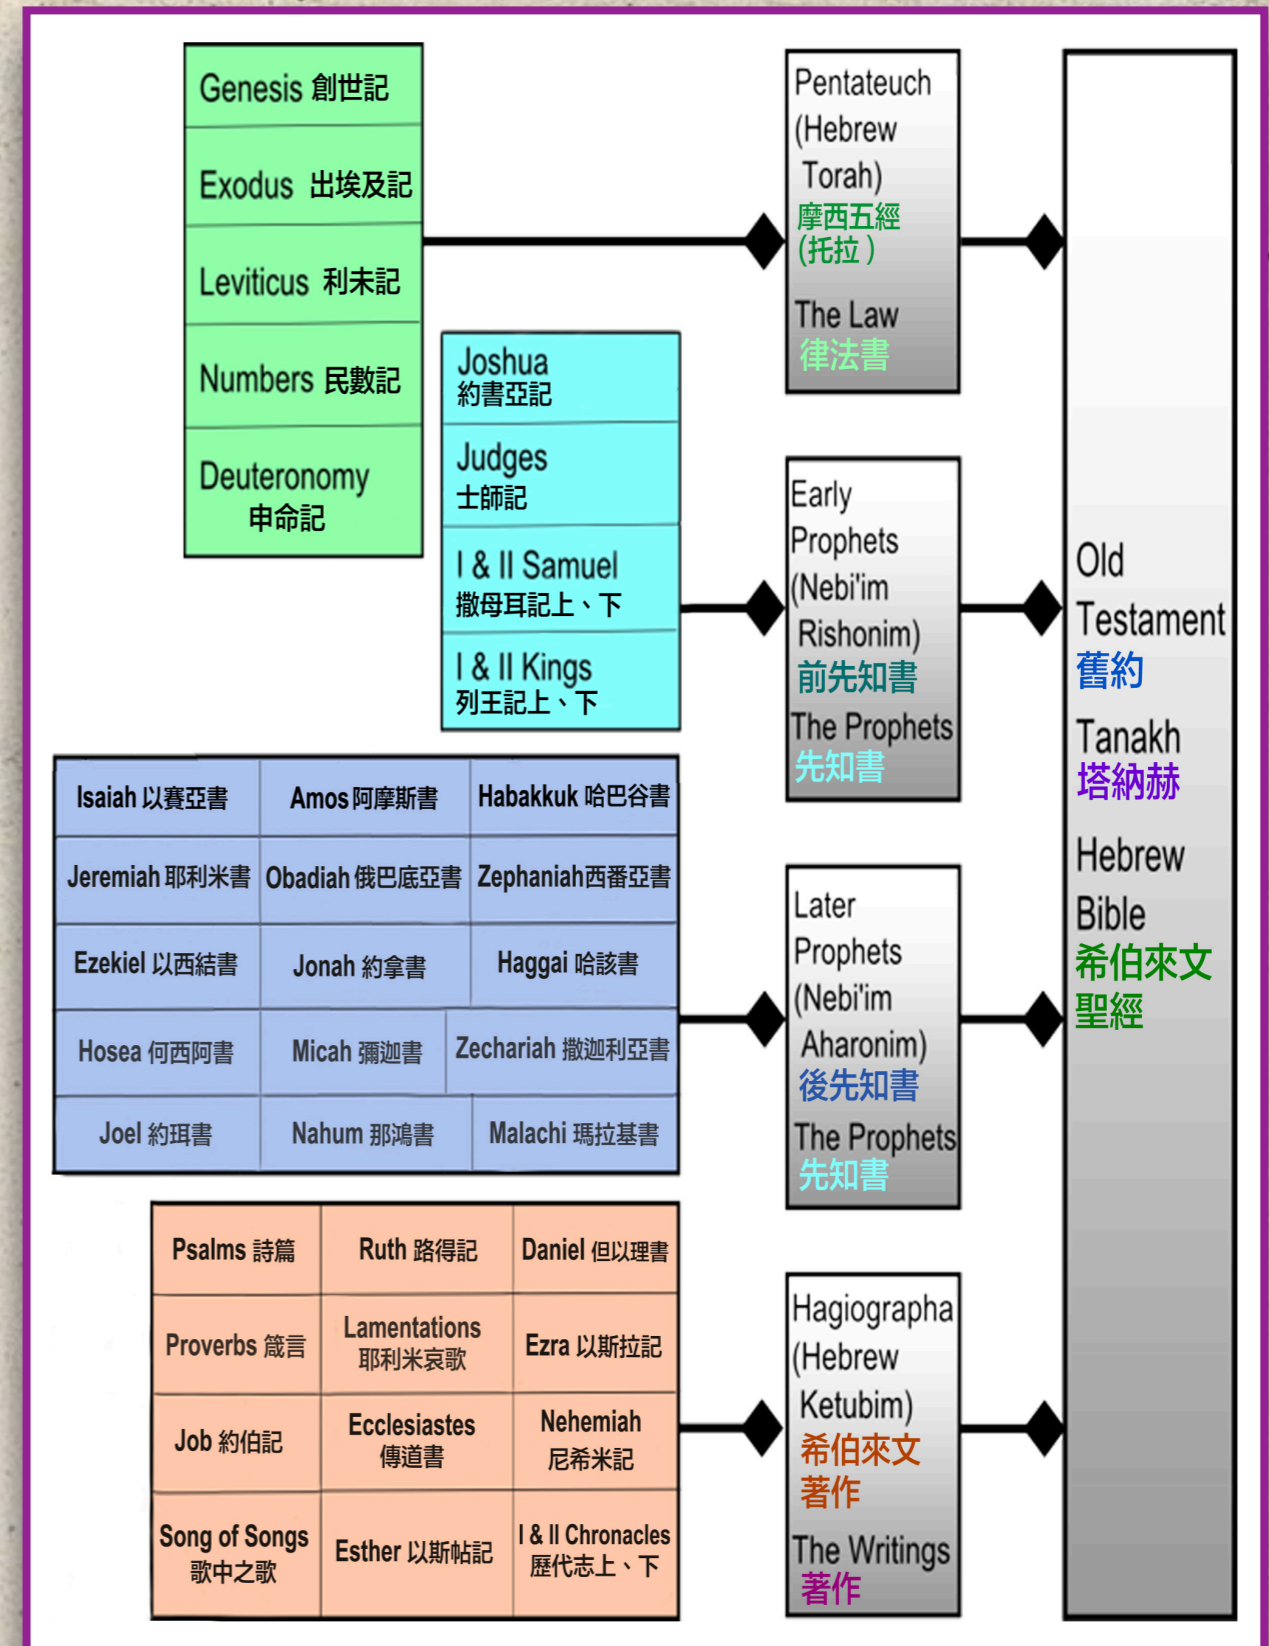 Genesis 創世記
Exodus 出埃及記
Leviticus 利未記
Numbers 民數記
Deuteronomy
申命記
Joshua
約書亞記
Judges
士師記
I & II Samuel
撒母耳記上、下
I & II Kings
列王記上、下
Isaiah 以賽亞書
Amos 阿摩斯書
Habakkuk 哈巴谷書
Jeremiah 耶利米書
Obadiah 俄巴底亞書
Zephaniah 西番亞書
Ezekiel 以西結書
Jonah 約拿書
Haggai 哈該書
Hosea 何西阿書
Micah 彌迦書
Zechariah 撒迦利亞書
Joel 約珥書
Nahum 那鴻書
Malachi 瑪拉基書
Psalms 詩篇
Ruth 路得記
Daniel 但以理書
Proverbs 箴言
Lamentations
耶利米哀歌
Ezra 以斯拉記
Job 約伯記
Ecclesiastes
傳道書
Nehemiah
尼希米記
Song of Songs
歌中之歌
Esther 以斯帖記
I & II Chronacles
歷代志上、下
Pentateuch
(Hebrew
Torah)
摩西五經
(托拉)
The Law
律法書
Early
Prophets
(Nebi'im
Rishonim)
前先知書
The Prophets
先知書
Later
Prophets
(Nebi'im
Aharonim)
後先知書
The Prophets
先知書
Hagiographa
(Hebrew
Ketubim)
希伯來文
著作
The Writings
著作
Old
Testament
舊約
Tanakh
塔納赫
Hebrew
Bible
希伯來文
聖經